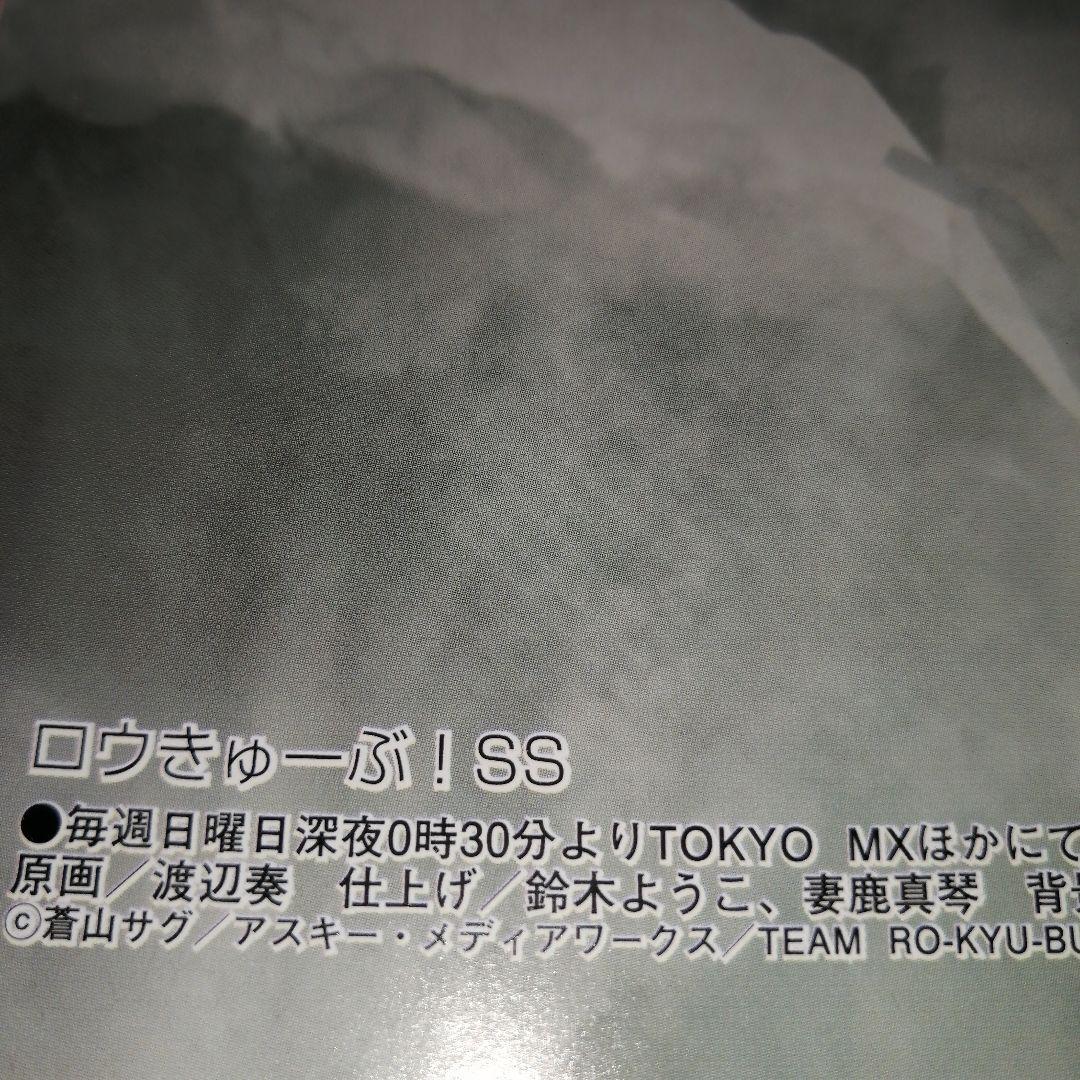 ロウきゅーぶ！SS
●毎週日曜日深夜0時30分よりTOKYO MXほかにて
原画／渡辺奏　仕上げ／鈴木ようこ、妻鹿真琴　背景
©蒼山サグ／アスキー・メディアワークス／TEAM RO-KYU-BU